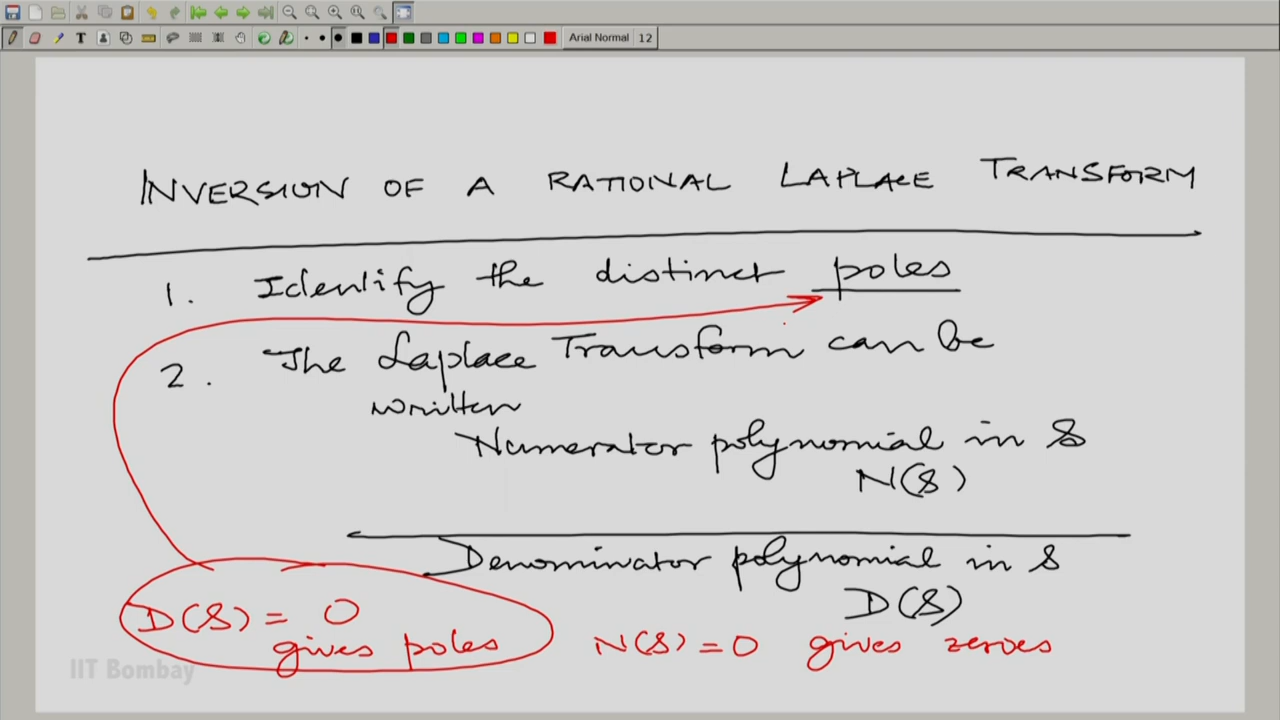 Arial Normal 12
INVERSION OF A RATIONAL LAPLACE TRANSFORM
1. Identify the distinct poles
2. The Laplace Transform can be
written
Numerator polynomial in s
N(s)
Denominator polynomial in s
D(s)
D(s) = 0
gives poles
N(s) = 0 gives zeroes
IIT Bombay